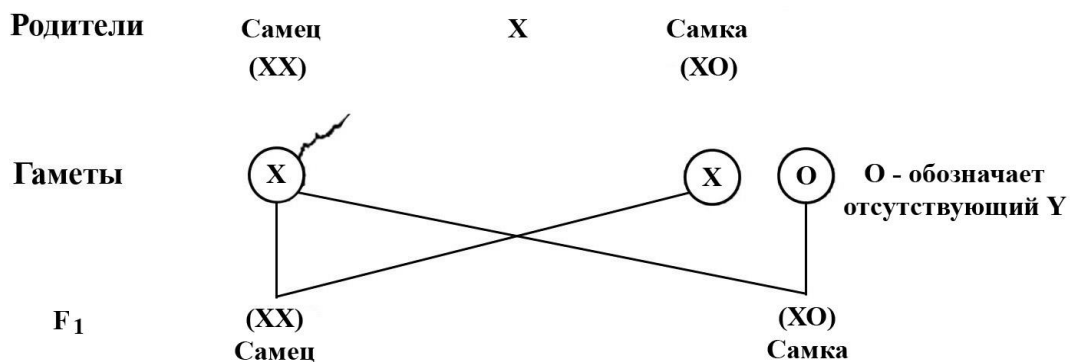 Родители Самец X Самка
(XX) (XO)
Гаметы X X O O - обозначает
отсутствующий Y
F1 (XX) (XO)
Самец Самка